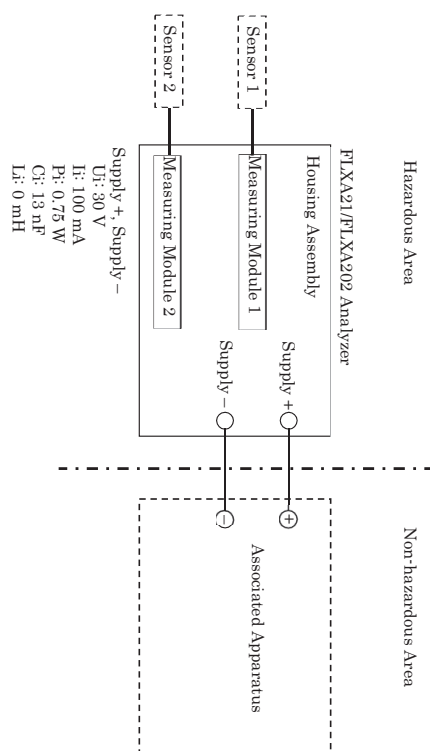 Hazardous Area
Non-hazardous Area
FLXA21/FLXA202 Analyzer
Housing Assembly
Sensor 1
Measuring Module 1
Supply +
+
Associated Apparatus
Supply −
−
Sensor 2
Measuring Module 2
Supply +, Supply −
Ui: 30 V
Ii: 100 mA
Pi: 0.75 W
Ci: 13 nF
Li: 0 mH